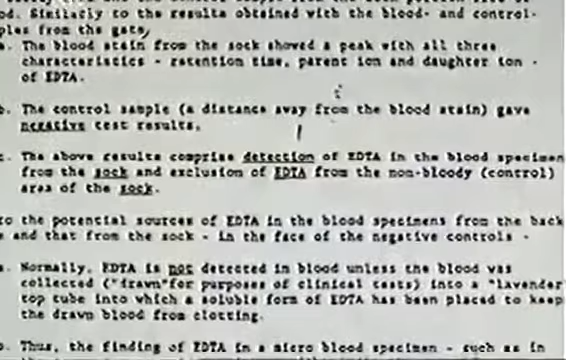 od. Similarly to the results obtained with the blood- and control-
ples from the gate,
a. The blood stain from the sock showed a peak with all three
characteristics - retention time, parent ion and daughter ion -
of EDTA.
b. The control sample (a distance away from the blood stain) gave
negative test results.
c. The above results comprise detection of EDTA in the blood specimen
from the sock and exclusion of EDTA from the non-bloody (control)
area of the sock.
to the potential sources of EDTA in the blood specimens from the back
and that from the sock - in the face of the negative controls -
a. Normally, EDTA is not detected in blood unless the blood was
collected ("drawn"for purposes of clinical tests) into a "lavender
top tube into which a soluble form of EDTA has been placed to keep
the drawn blood from clotting.
b. Thus, the finding of EDTA in a micro blood specimen - such as in